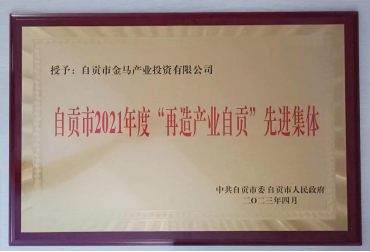 授予：自贡市金马产业投资有限公司
自贡市2021年度“再造产业自贡”先进集体
中共自贡市委 自贡市人民政府
二〇二三年四月